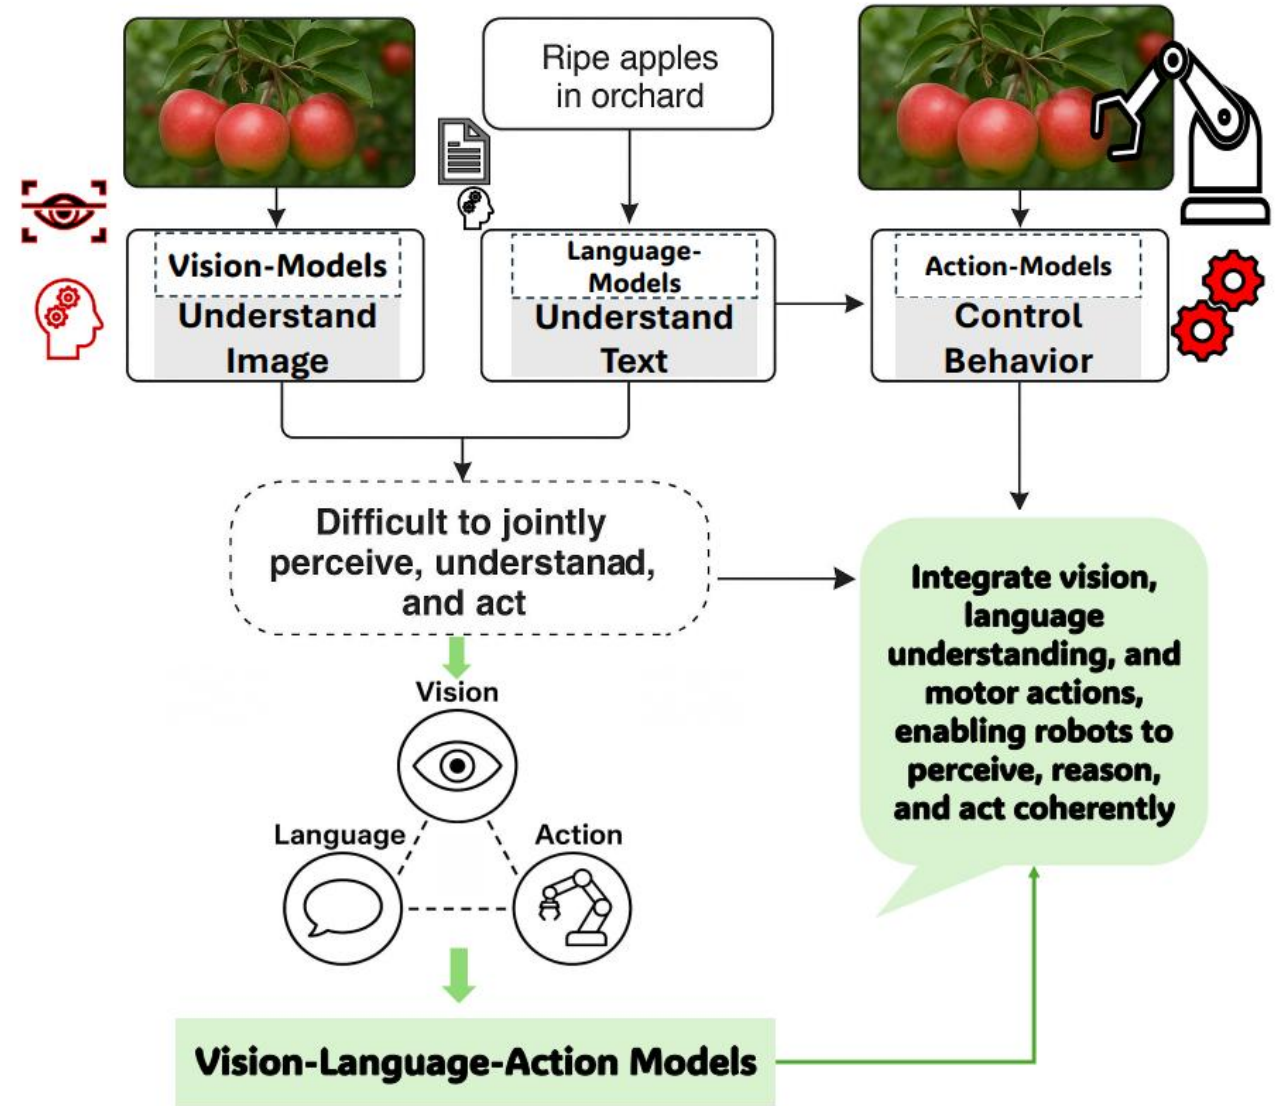 Ripe apples
in orchard
Vision-Models
Understand
Image
Language-
Models
Understand
Text
Action-Models
Control
Behavior
Difficult to jointly
perceive, understanad,
and act
Integrate vision,
language
understanding, and
motor actions,
enabling robots to
perceive, reason,
and act coherently
Vision
Language
Action
Vision-Language-Action Models